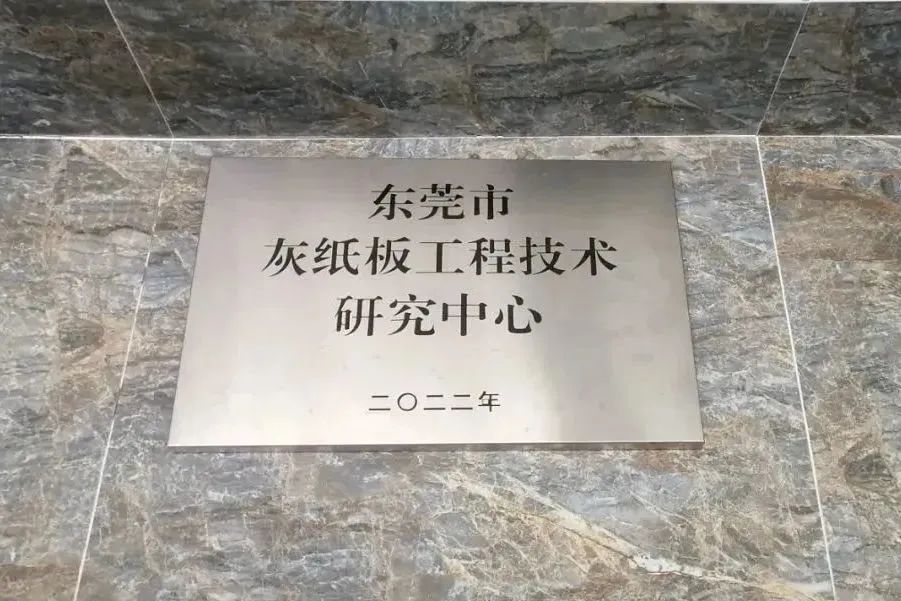 东莞市
灰纸板工程技术
研究中心
二〇二二年